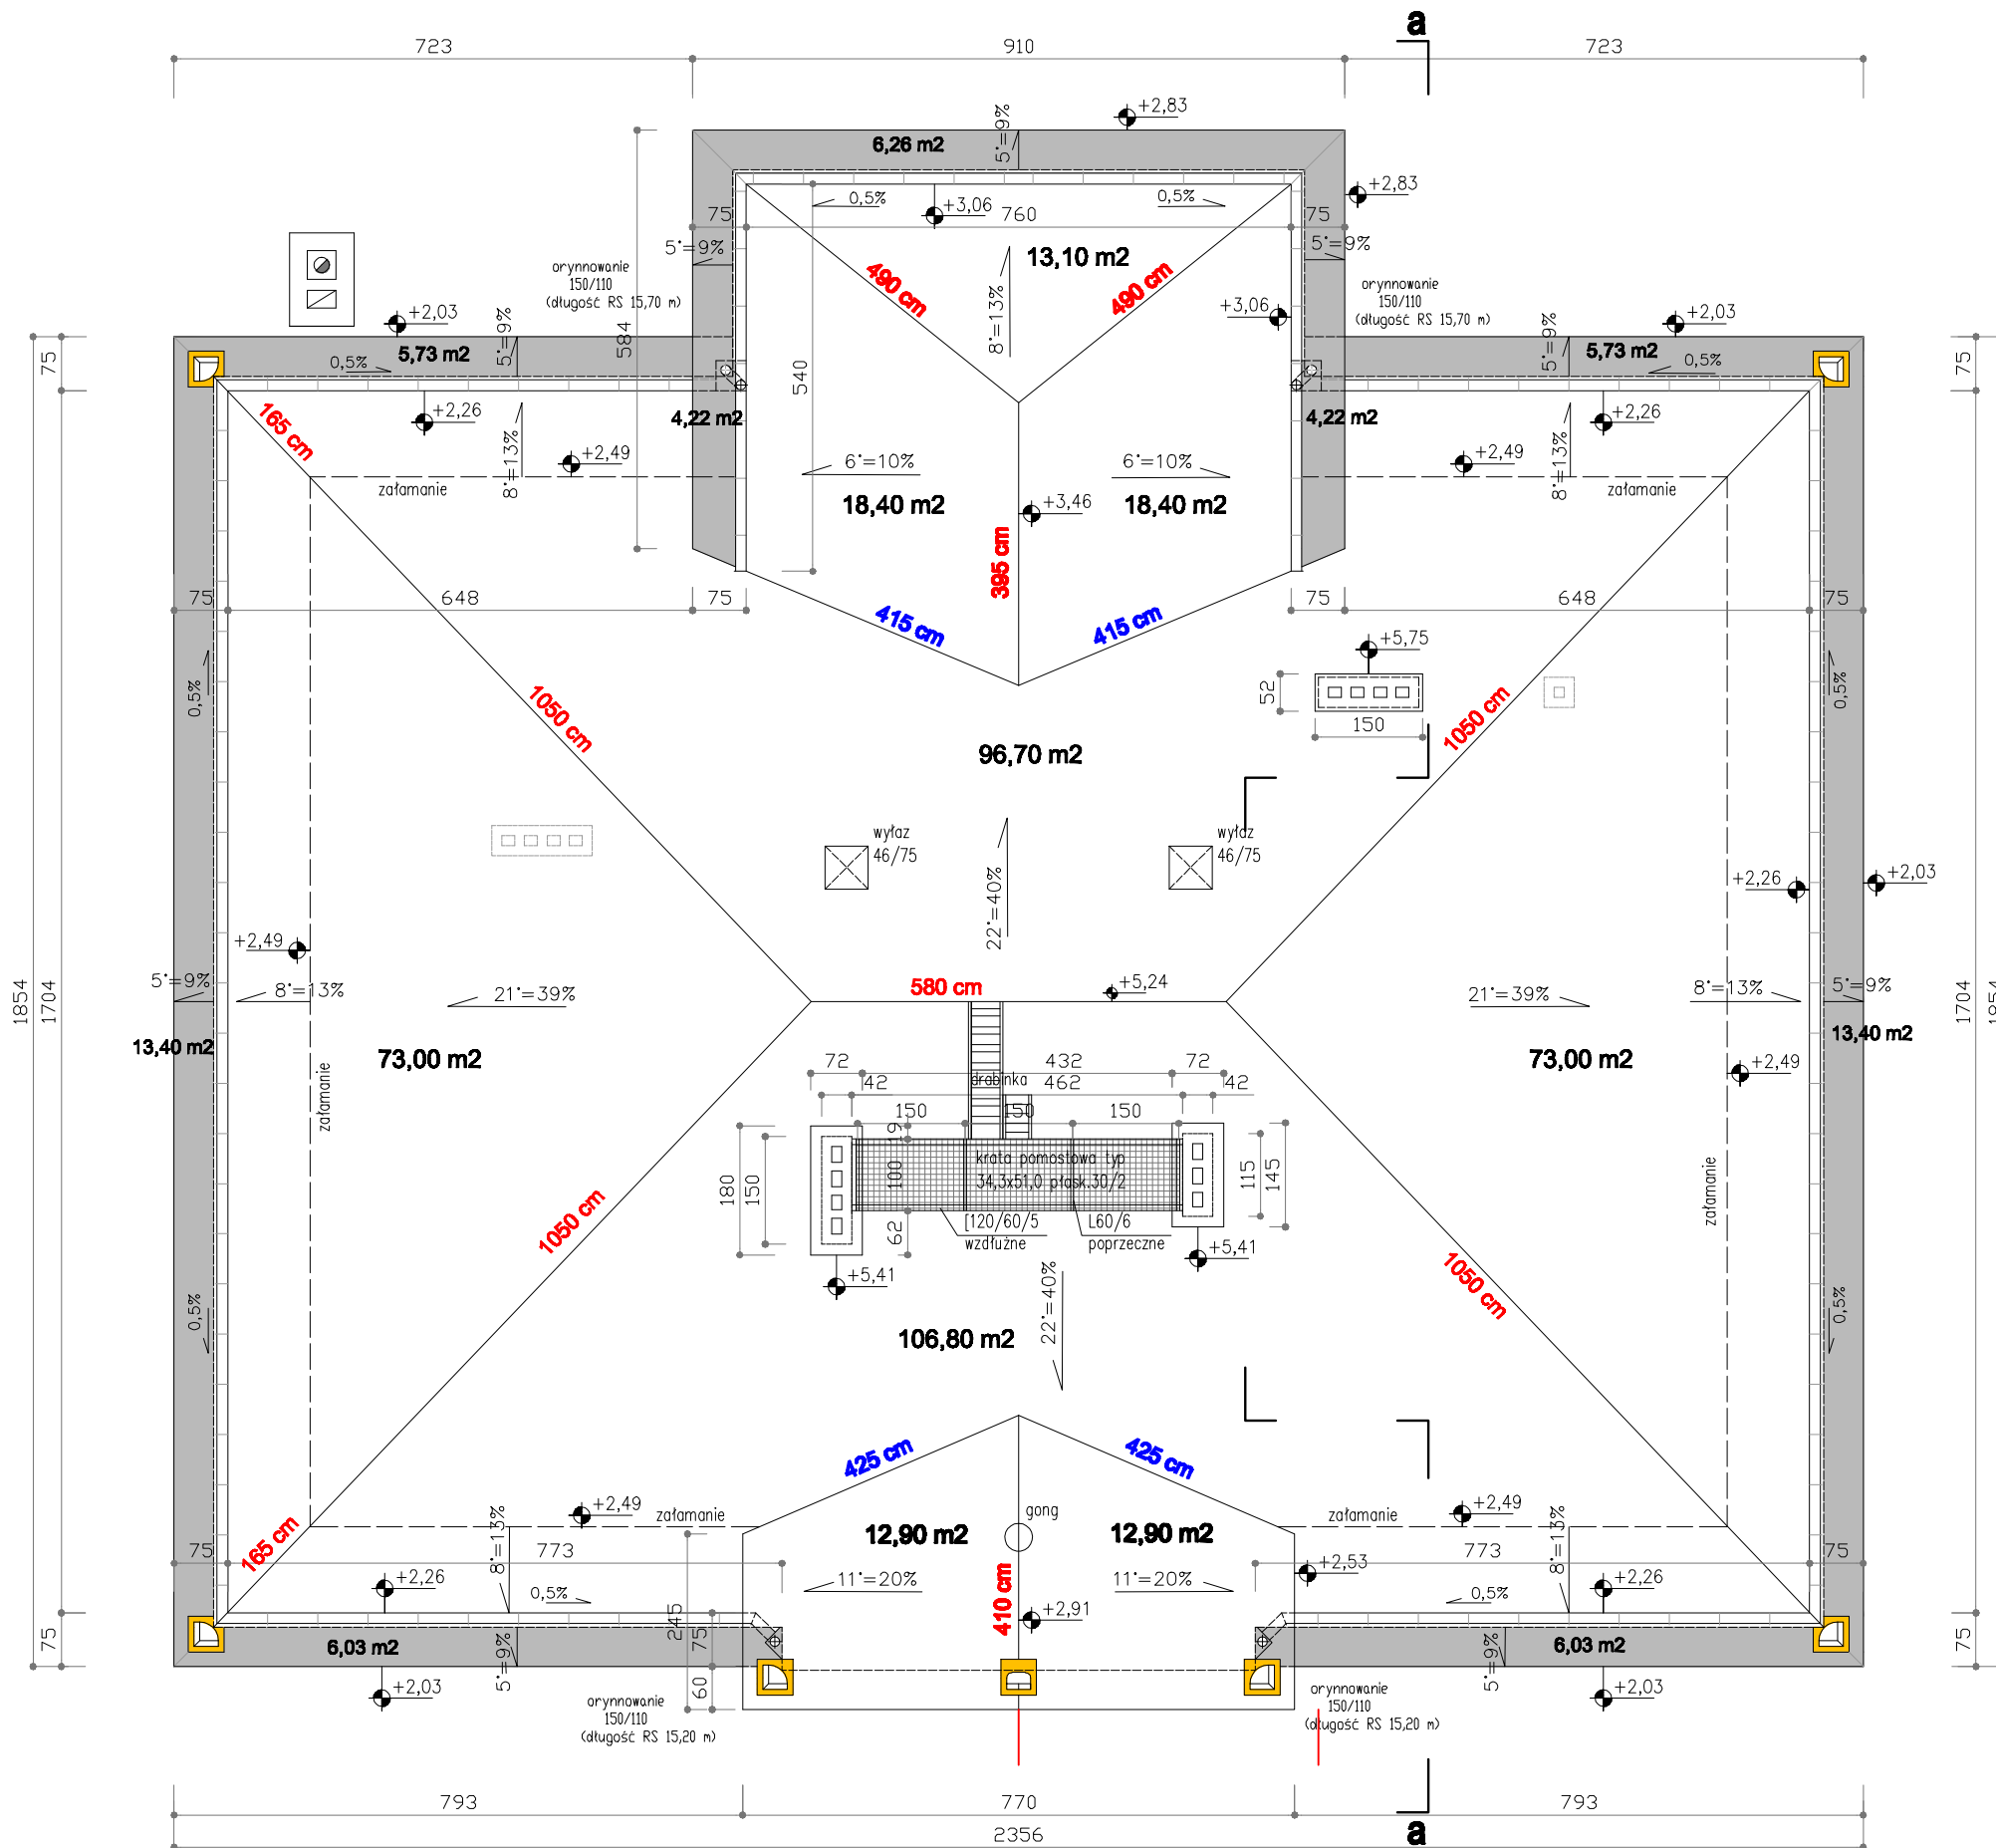 a
723
910
723
+2,83
6,26 m2
5°=9%
+2,83
0,5%
+3,06
0,5%
75
760
75
5°=9%
13,10 m2
5°=9%
orynnowanie
150/110
(długość RS 15,70 m)
490 cm
490 cm
8°=13%
orynnowanie
150/110
(długość RS 15,70 m)
+3,06
584
540
+2,03
+2,03
75
5,73 m2
5°=9%
0,5%
5°=9%
5,73 m2
0,5%
75
165 cm
+2,26
4,22 m2
4,22 m2
+2,26
8°=13%
+2,49
załamanie
6°=10%
6°=10%
+2,49
8°=13%
załamanie
18,40 m2
18,40 m2
+3,46
395 cm
75
648
75
415 cm
415 cm
75
648
75
+5,75
52
150
0,5%
1050 cm
1050 cm
0,5%
96,70 m2
wyłaz
46/75
wyłaz
46/75
22°=40%
+2,26
+2,03
+2,49
5°=9%
8°=13%
21°=39%
580 cm
+5,24
21°=39%
8°=13%
5°=9%
1854
1704
1704
1854
13,40 m2
73,00 m2
73,00 m2
13,40 m2
załamanie
+2,49
72
432
72
42
drabinka
462
42
150
150
150
19
180
150
100
krata pomostowa typ
34,3x51,0 płask.30/2
115
145
62
[120/60/5
wzdłużne
L60/6
poprzeczne
+5,41
+5,41
załamanie
1050 cm
1050 cm
0,5%
0,5%
106,80 m2
22°=40%
425 cm
425 cm
+2,49
załamanie
gong
załamanie
+2,49
12,90 m2
12,90 m2
165 cm
75
8°=13%
773
+2,53
773
8°=13%
75
+2,26
0,5%
11°=20%
11°=20%
0,5%
+2,26
245
410 cm
+2,91
75
6,03 m2
5°=9%
75
60
6,03 m2
5°=9%
75
+2,03
+2,03
orynnowanie
150/110
(długość RS 15,20 m)
orynnowanie
150/110
(długość RS 15,20 m)
793
770
793
2356
a